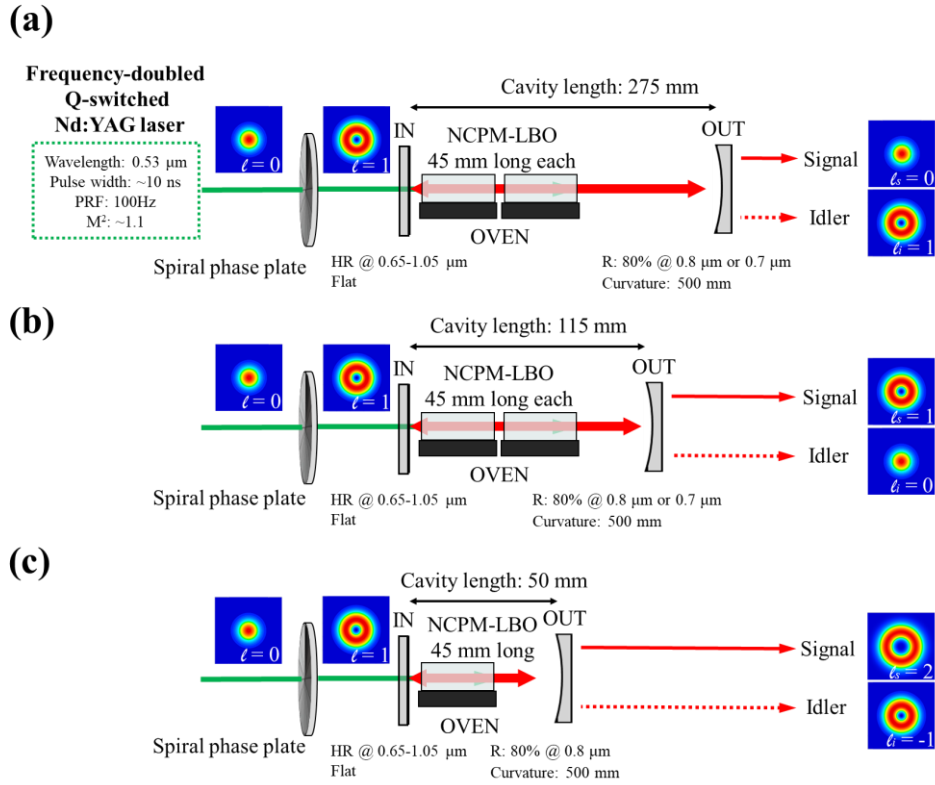 (a)
Frequency-doubled
Q-switched
Nd:YAG laser
Wavelength: 0.53 μm
Pulse width: ~10 ns
PRF: 100Hz
M²: ~1.1
ℓ = 0
ℓ = 1
Spiral phase plate
Cavity length: 275 mm
IN
NCPM-LBO
45 mm long each
OVEN
OUT
HR @ 0.65-1.05 μm
Flat
R: 80% @ 0.8 μm or 0.7 μm
Curvature: 500 mm
Signal
ℓs = 0
Idler
ℓi = 1
(b)
ℓ = 0
ℓ = 1
Spiral phase plate
Cavity length: 115 mm
IN
NCPM-LBO
45 mm long each
OVEN
OUT
HR @ 0.65-1.05 μm
Flat
R: 80% @ 0.8 μm or 0.7 μm
Curvature: 500 mm
Signal
ℓs = 1
Idler
ℓi = 0
(c)
ℓ = 0
ℓ = 1
Spiral phase plate
Cavity length: 50 mm
IN
NCPM-LBO
45 mm long
OVEN
OUT
HR @ 0.65-1.05 μm
Flat
R: 80% @ 0.8 μm
Curvature: 500 mm
Signal
ℓs = 2
Idler
ℓi = -1